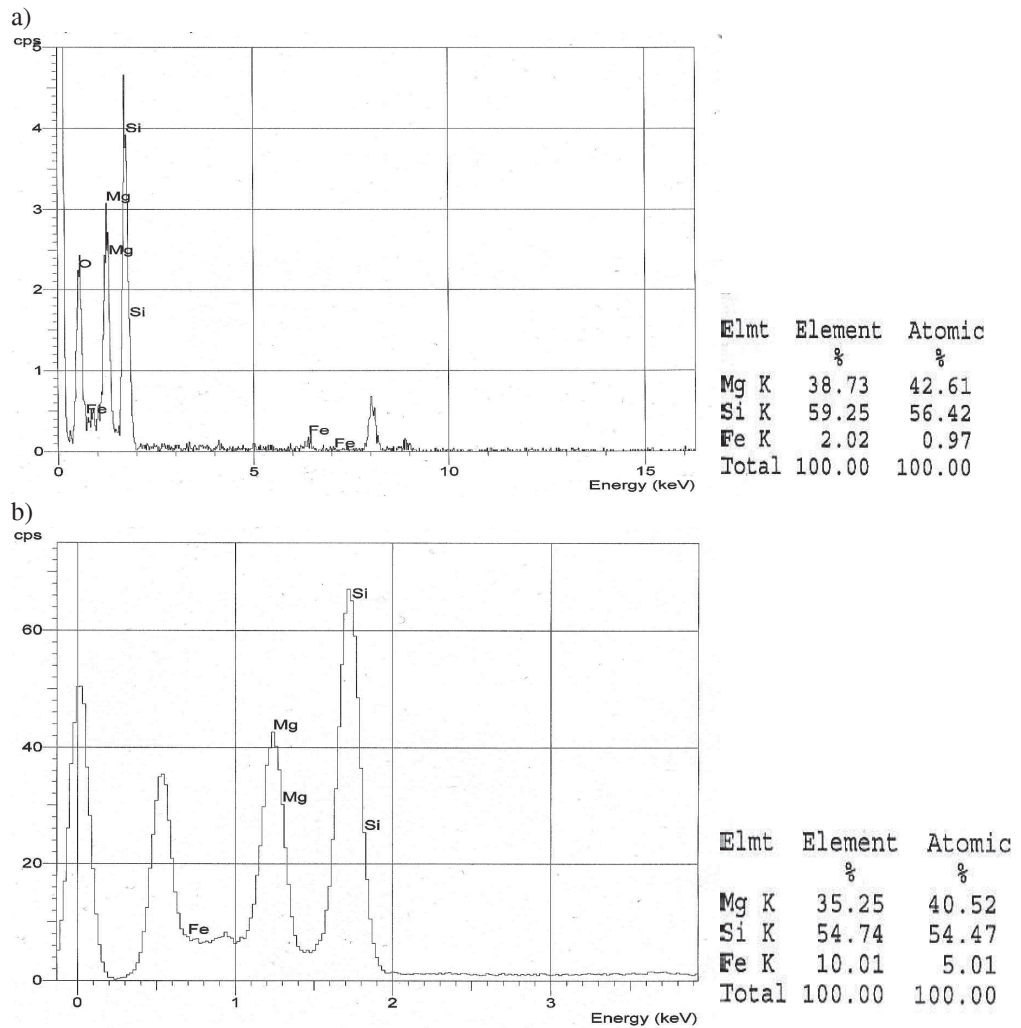 a)
cps
5
4
Si
Mg
3
Mg
O
2
Si
1
Fe
Fe
Fe
0
0 5 10 15
Energy (keV)
Elmt Element Atomic
% %
Mg K 38.73 42.61
Si K 59.25 56.42
Fe K 2.02 0.97
Total 100.00 100.00
b)
cps
Si
60
Mg
40
Mg
Si
20
Fe
0
0 1 2 3
Energy (keV)
Elmt Element Atomic
% %
Mg K 35.25 40.52
Si K 54.74 54.47
Fe K 10.01 5.01
Total 100.00 100.00